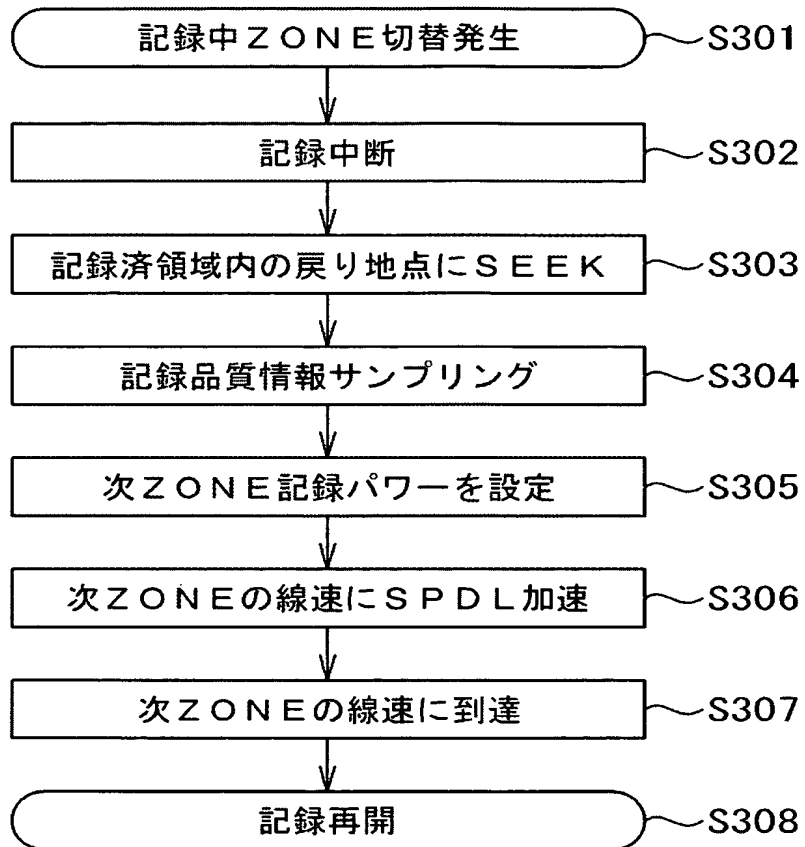 記録中ＺＯＮＥ切替発生 S301
記録中断 S302
記録済領域内の戻り地点にＳＥＥＫ S303
記録品質情報サンプリング S304
次ＺＯＮＥ記録パワーを設定 S305
次ＺＯＮＥの線速にＳＰＤＬ加速 S306
次ＺＯＮＥの線速に到達 S307
記録再開 S308